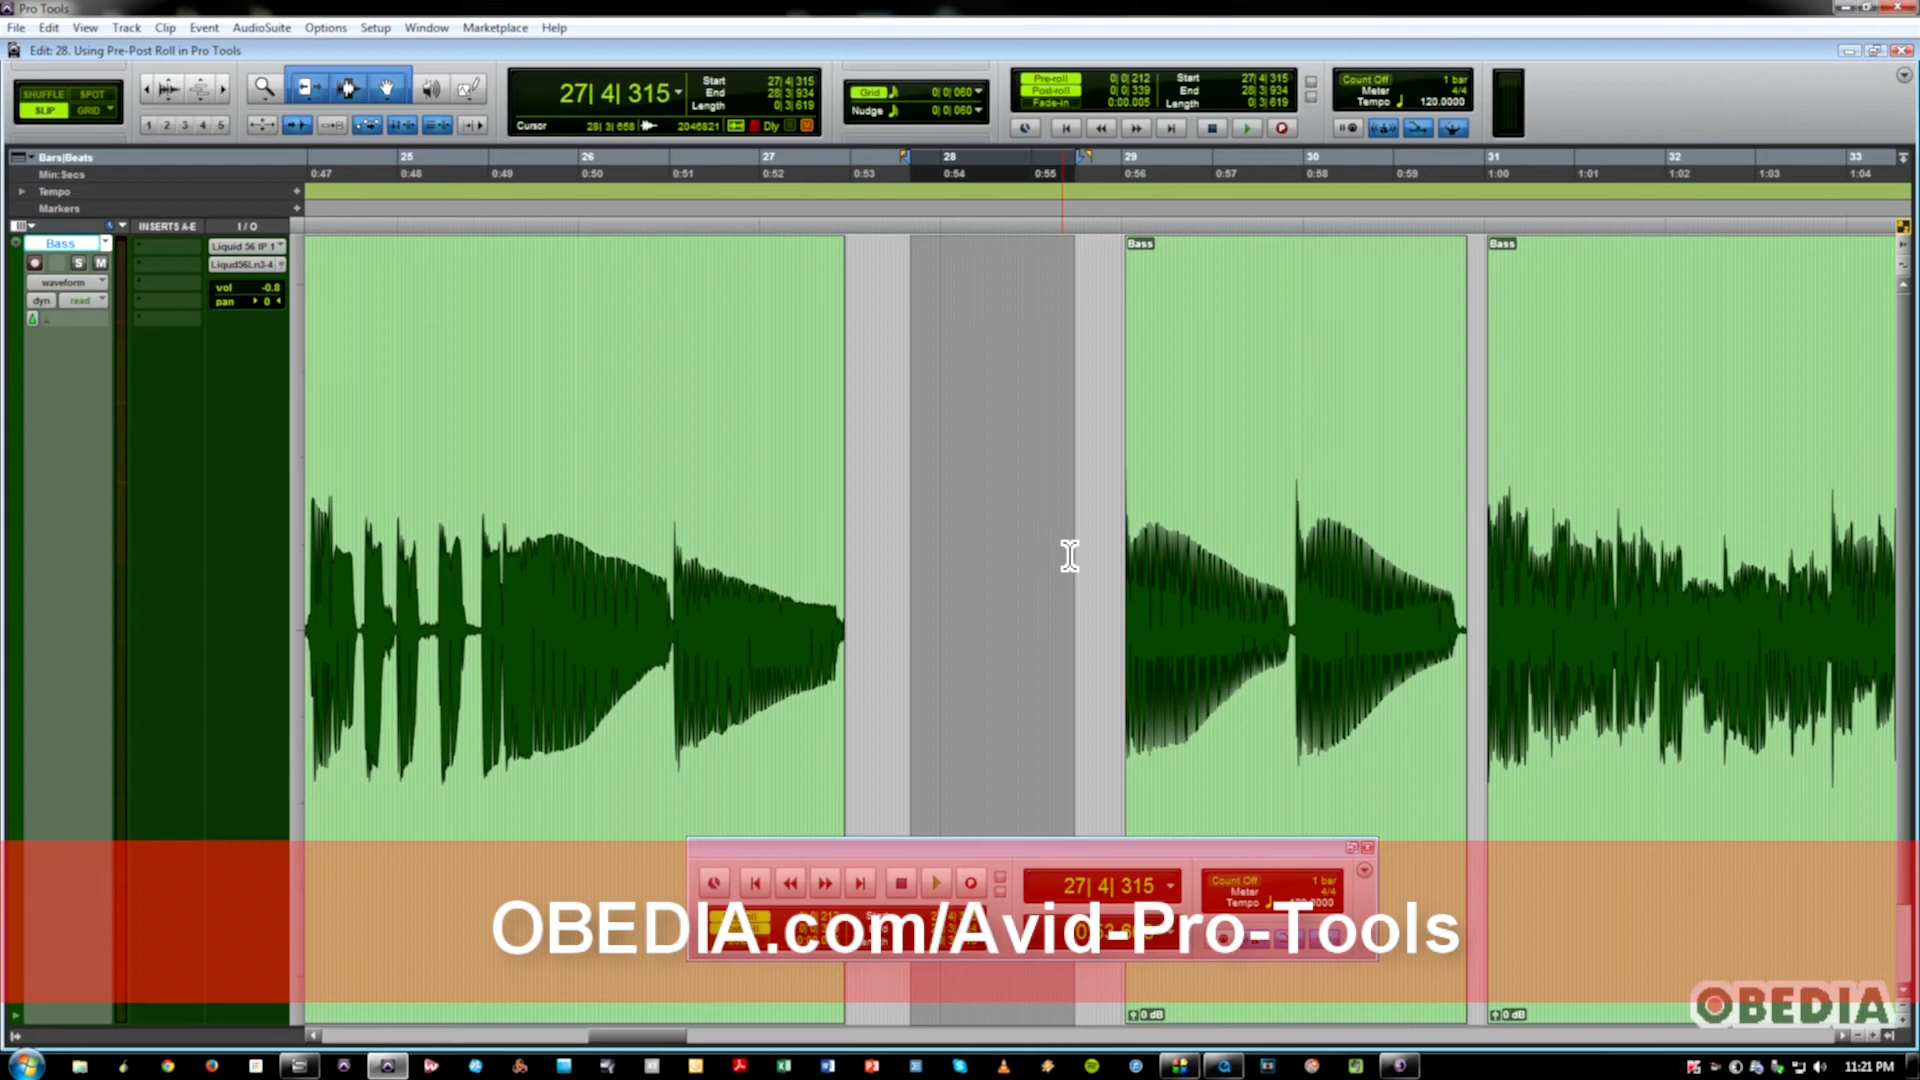 Pro Tools
File Edit View Track Clip Event AudioSuite Options Setup Window Marketplace Help
Edit: 28. Using Pre-Post Roll in Pro Tools
SHUFFLE SPOT
SLIP GRID
1 2 3 4 5
27| 4| 315
Start 27| 4| 315
End 28| 3| 934
Length 0| 3| 619
Cursor 28| 3| 658 2046821 Dly
Grid 0| 0| 060
Nudge 0| 0| 060
Pre-roll 0| 0| 212 Start 27| 4| 315
Post-roll 0| 0| 339 End 28| 3| 934
Fade-in 0:00.005 Length 0| 3| 619
Count Off 1 bar
Meter 4/4
Tempo 120.0000
Bars|Beats 25 26 27 28 29 30 31 32 33
Min:Secs 0:47 0:48 0:49 0:50 0:51 0:52 0:53 0:54 0:55 0:56 0:57 0:58 0:59 1:00 1:01 1:02 1:03 1:04
Tempo
Markers
INSERTS A-E I / O
Bass
S M
waveform
dyn read
Liquid 56 IP 1
Liqud56Ln3-4
vol -0.8
pan 0
Bass
Bass
27| 4| 315
Count Off 1 bar
Meter 4/4
Tempo
OBEDIA.com/Avid-Pro-Tools
0 dB
0 dB
OBEDIA
11:21 PM